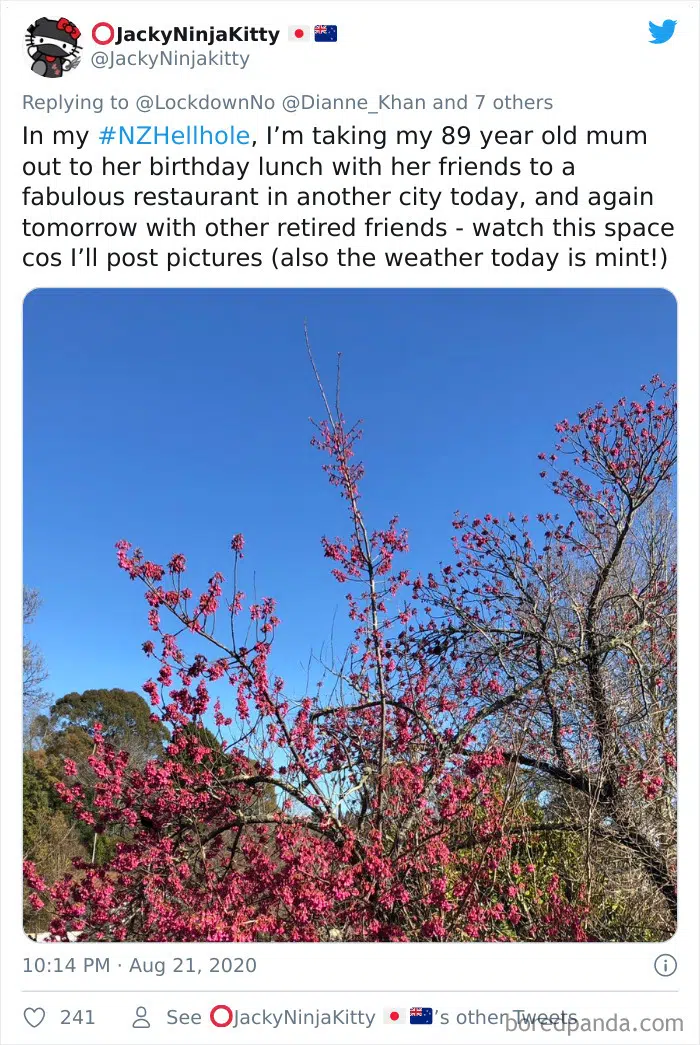 ⭕JackyNinjaKitty 🇯🇵 🇳🇿
@JackyNinjakitty
Replying to @LockdownNo @Dianne_Khan and 7 others
In my #NZHellhole, I’m taking my 89 year old mum
out to her birthday lunch with her friends to a
fabulous restaurant in another city today, and again
tomorrow with other retired friends - watch this space
cos I’ll post pictures (also the weather today is mint!)
10:14 PM · Aug 21, 2020
241 See ⭕JackyNinjaKitty 🇯🇵 🇳🇿’s other Tweets
boredpanda.com